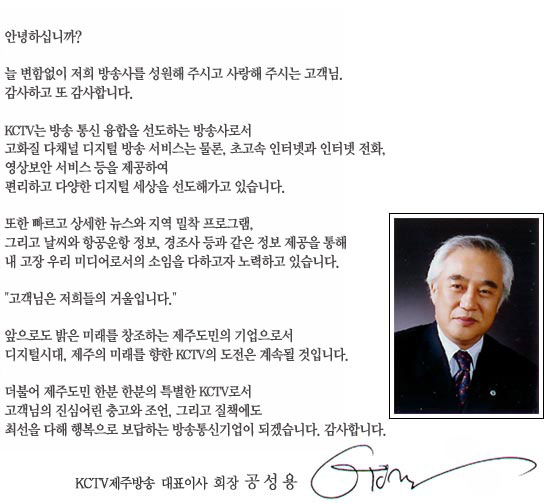 안녕하십니까?
늘 변함없이 저희 방송사를 성원해 주시고 사랑해 주시는 고객님.
감사하고 또 감사합니다.
KCTV는 방송 통신 융합을 선도하는 방송사로서
고화질 다채널 디지털 방송 서비스는 물론, 초고속 인터넷과 인터넷 전화,
영상보안 서비스 등을 제공하여
편리하고 다양한 디지털 세상을 선도해가고 있습니다.
또한 빠르고 상세한 뉴스와 지역 밀착 프로그램,
그리고 날씨와 항공운항 정보, 경조사 등과 같은 정보 제공을 통해
내 고장 우리 미디어로서의 소임을 다하고자 노력하고 있습니다.
"고객님은 저희들의 거울입니다."
앞으로도 밝은 미래를 창조하는 제주도민의 기업으로서
디지털시대, 제주의 미래를 향한 KCTV의 도전은 계속될 것입니다.
더불어 제주도민 한분 한분의 특별한 KCTV로서
고객님의 진심어린 충고와 조언, 그리고 질책에도
최선을 다해 행복으로 보답하는 방송통신기업이 되겠습니다. 감사합니다.
KCTV제주방송 대표이사 회장 공성용